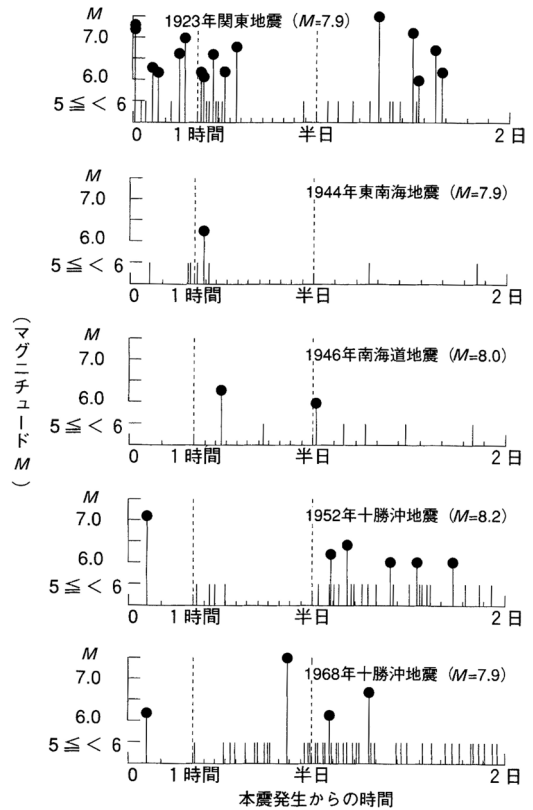 1923年関東地震（M=7.9）
M
7.0
6.0
5≦＜6
0 1時間 半日 2日
1944年東南海地震（M=7.9）
M
7.0
6.0
5≦＜6
0 1時間 半日 2日
1946年南海道地震（M=8.0）
M
7.0
6.0
5≦＜6
0 1時間 半日 2日
1952年十勝沖地震（M=8.2）
M
7.0
6.0
5≦＜6
0 1時間 半日 2日
1968年十勝沖地震（M=7.9）
M
7.0
6.0
5≦＜6
0 1時間 半日 2日
本震発生からの時間
（マグニチュードM）